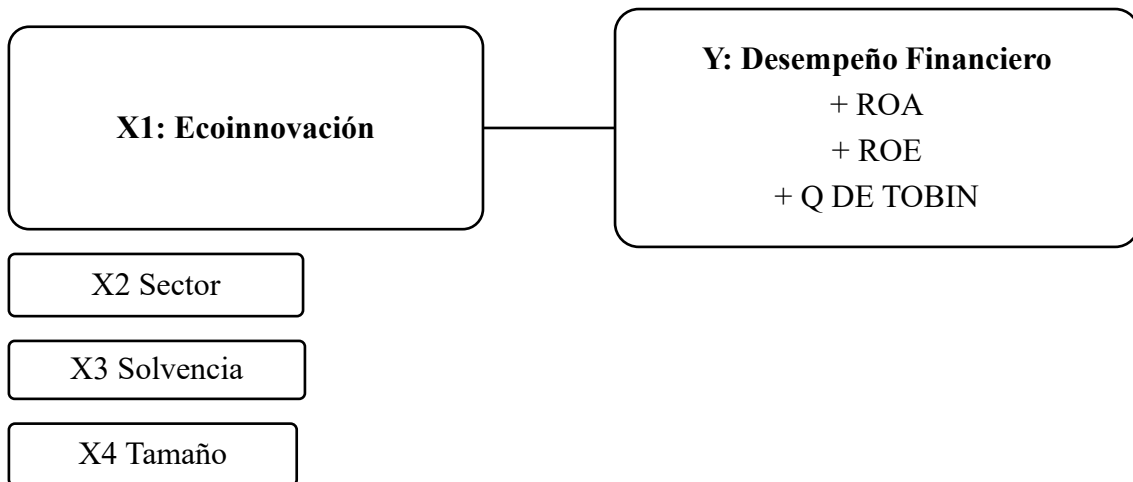 X1: Ecoinnovación
Y: Desempeño Financiero
+ ROA
+ ROE
+ Q DE TOBIN
X2 Sector
X3 Solvencia
X4 Tamaño